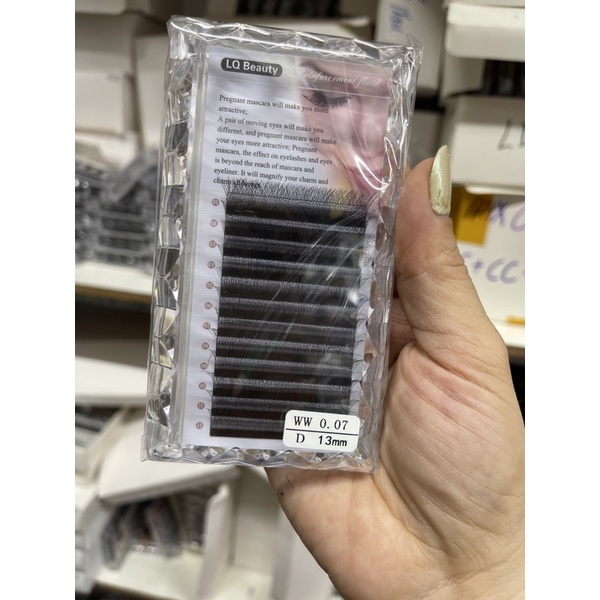 LQ Beauty
Reinforcement
Pregnant mascara will make you more
attractive;
A pair of moving eyes will make you
different, and pregnant mascara will make
your eyes more attractive; Pregnant
mascara, the effect on eyelashes and eyes
is beyond the reach of mascara and
eyeliner. It will magnify your charm and
WW 0.07
D 13mm